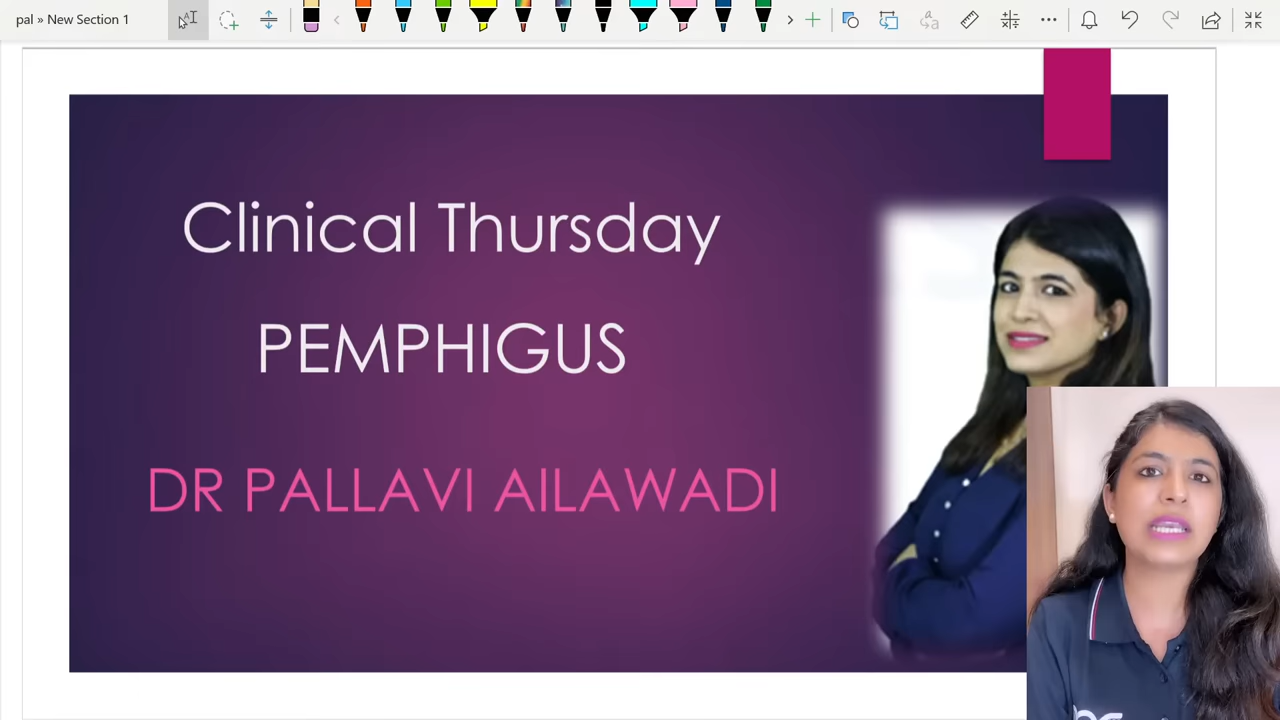 pal » New Section 1
Clinical Thursday
PEMPHIGUS
DR PALLAVI AILAWADI